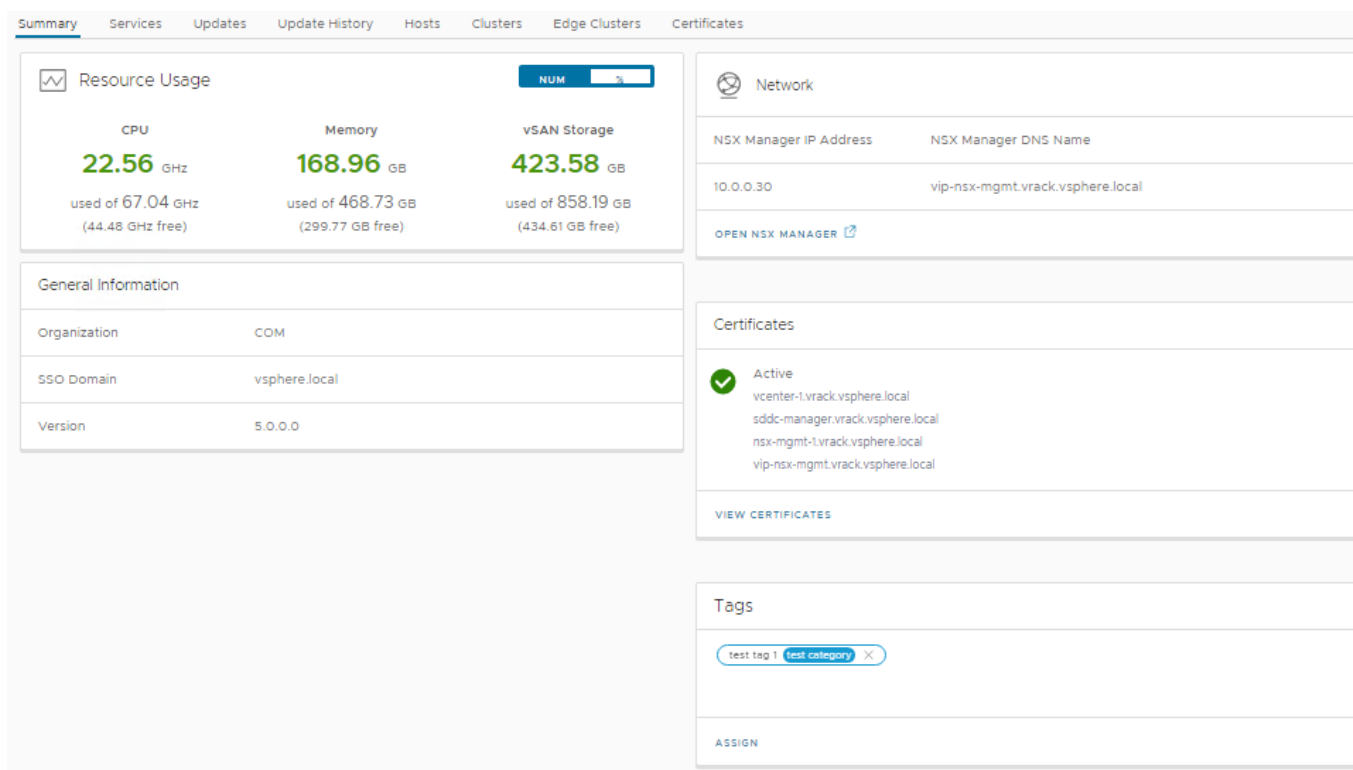 Summary Services Updates Update History Hosts Clusters Edge Clusters Certificates
Resource Usage
NUM %
CPU Memory vSAN Storage
22.56 GHz 168.96 GB 423.58 GB
used of 67.04 GHz used of 468.73 GB used of 858.19 GB
(44.48 GHz free) (299.77 GB free) (434.61 GB free)
General Information
Organization COM
SSO Domain vsphere.local
Version 5.0.0.0
Network
NSX Manager IP Address NSX Manager DNS Name
10.0.0.30 vip-nsx-mgmt.vrack.vsphere.local
OPEN NSX MANAGER
Certificates
Active
vcenter-1.vrack.vsphere.local
sddc-manager.vrack.vsphere.local
nsx-mgmt-1.vrack.vsphere.local
vip-nsx-mgmt.vrack.vsphere.local
VIEW CERTIFICATES
Tags
test tag 1 test category
ASSIGN